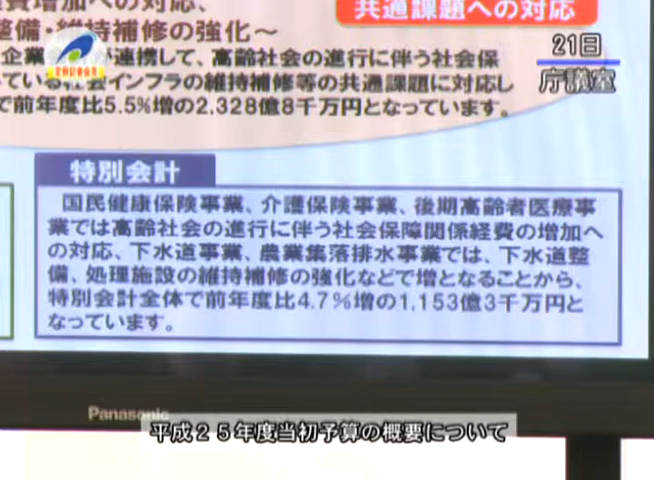 費増加への対応、
整備・維持補修の強化～
共通課題への対応
企業 が連携して、高齢社会の進行に伴う社会保
ている社会インフラの維持補修等の共通課題に対応し
で前年度比5.5%増の2,328億8千万円となっています。
21日
庁議室
特別会計
国民健康保険事業、介護保険事業、後期高齢者医療事
業では高齢社会の進行に伴う社会保障関係経費の増加へ
の対応、下水道事業、農業集落排水事業では、下水道整
備、処理施設の維持補修の強化などで増となることから、
特別会計全体で前年度比4.7%増の1,153億3千万円と
なっています。
Panasonic
平成２５年度当初予算の概要について